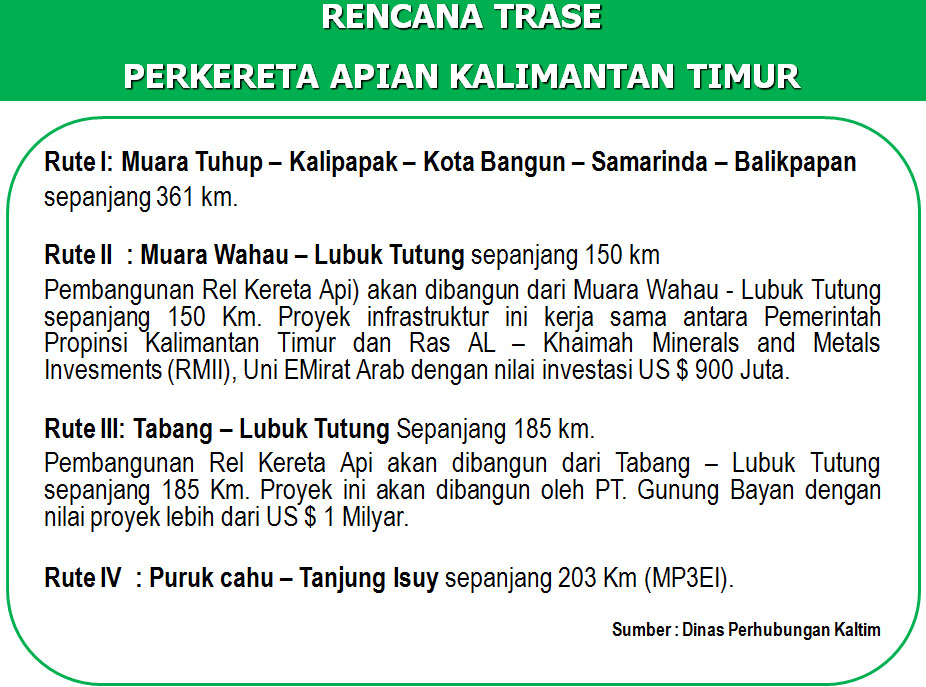 RENCANA TRASE
PERKERETA APIAN KALIMANTAN TIMUR
Rute I: Muara Tuhup – Kalipapak – Kota Bangun – Samarinda – Balikpapan
sepanjang 361 km.
Rute II : Muara Wahau – Lubuk Tutung sepanjang 150 km
Pembangunan Rel Kereta Api) akan dibangun dari Muara Wahau - Lubuk Tutung
sepanjang 150 Km. Proyek infrastruktur ini kerja sama antara Pemerintah
Propinsi Kalimantan Timur dan Ras AL – Khaimah Minerals and Metals
Invesments (RMII), Uni EMirat Arab dengan nilai investasi US $ 900 Juta.
Rute III: Tabang – Lubuk Tutung Sepanjang 185 km.
Pembangunan Rel Kereta Api akan dibangun dari Tabang – Lubuk Tutung
sepanjang 185 Km. Proyek ini akan dibangun oleh PT. Gunung Bayan dengan
nilai proyek lebih dari US $ 1 Milyar.
Rute IV : Puruk cahu – Tanjung Isuy sepanjang 203 Km (MP3EI).
Sumber : Dinas Perhubungan Kaltim